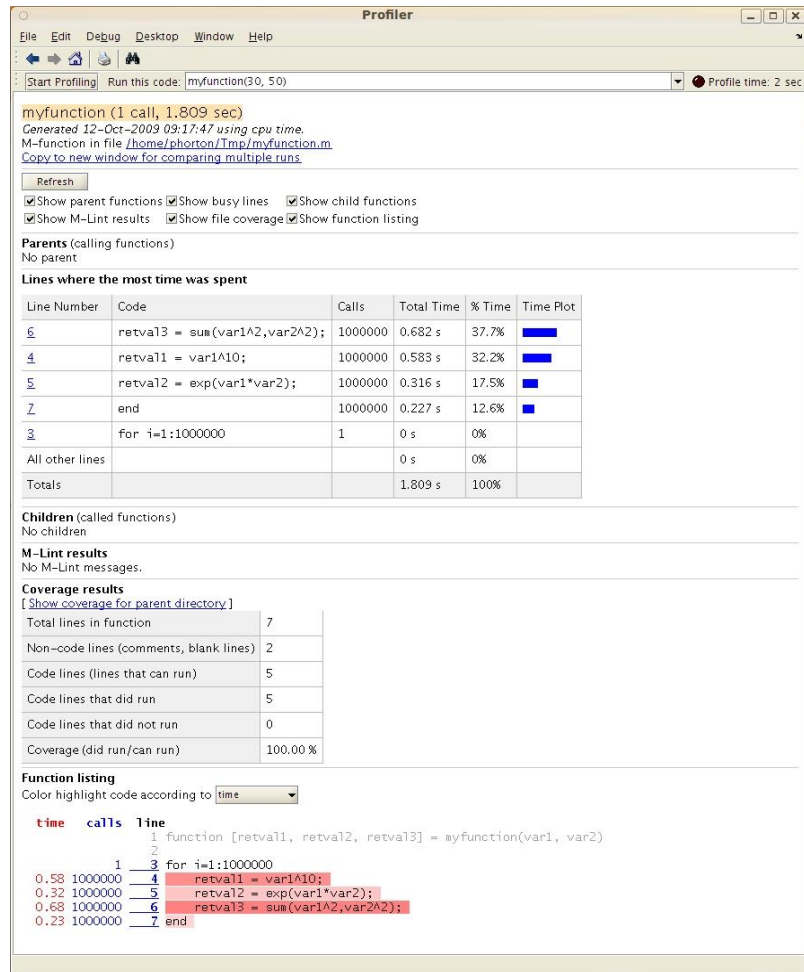 Profiler
File Edit Debug Desktop Window Help
Start Profiling Run this code: myfunction(30, 50) Profile time: 2 sec
myfunction (1 call, 1.809 sec)
Generated 12-Oct-2009 09:17:47 using cpu time.
M-function in file /home/phorton/Tmp/myfunction.m
Copy to new window for comparing multiple runs
Refresh
Show parent functions Show busy lines Show child functions
Show M-Lint results Show file coverage Show function listing
Parents (calling functions)
No parent
Lines where the most time was spent
Line Number Code Calls Total Time % Time Time Plot
6 retval3 = sum(var1^2,var2^2); 1000000 0.682 s 37.7%
4 retval1 = var1^10; 1000000 0.583 s 32.2%
5 retval2 = exp(var1*var2); 1000000 0.316 s 17.5%
7 end 1000000 0.227 s 12.6%
3 for i=1:1000000 1 0 s 0%
All other lines 0 s 0%
Totals 1.809 s 100%
Children (called functions)
No children
M-Lint results
No M-Lint messages.
Coverage results
[ Show coverage for parent directory ]
Total lines in function 7
Non-code lines (comments, blank lines) 2
Code lines (lines that can run) 5
Code lines that did run 5
Code lines that did not run 0
Coverage (did run/can run) 100.00 %
Function listing
Color highlight code according to time
time calls line
1 function [retval1, retval2, retval3] = myfunction(var1, var2)
2
1 3 for i=1:1000000
0.58 1000000 4 retval1 = var1^10;
0.32 1000000 5 retval2 = exp(var1*var2);
0.68 1000000 6 retval3 = sum(var1^2,var2^2);
0.23 1000000 7 end